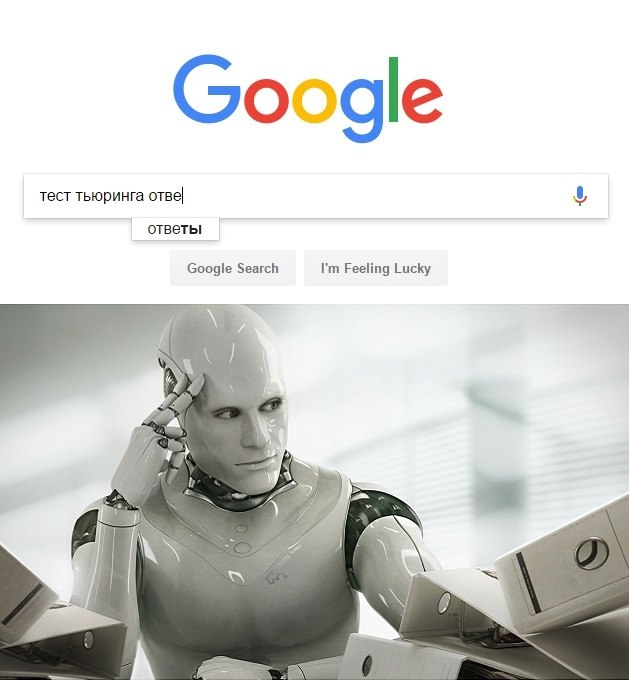 Google
тест тьюринга отве
ответы
Google Search
I'm Feeling Lucky